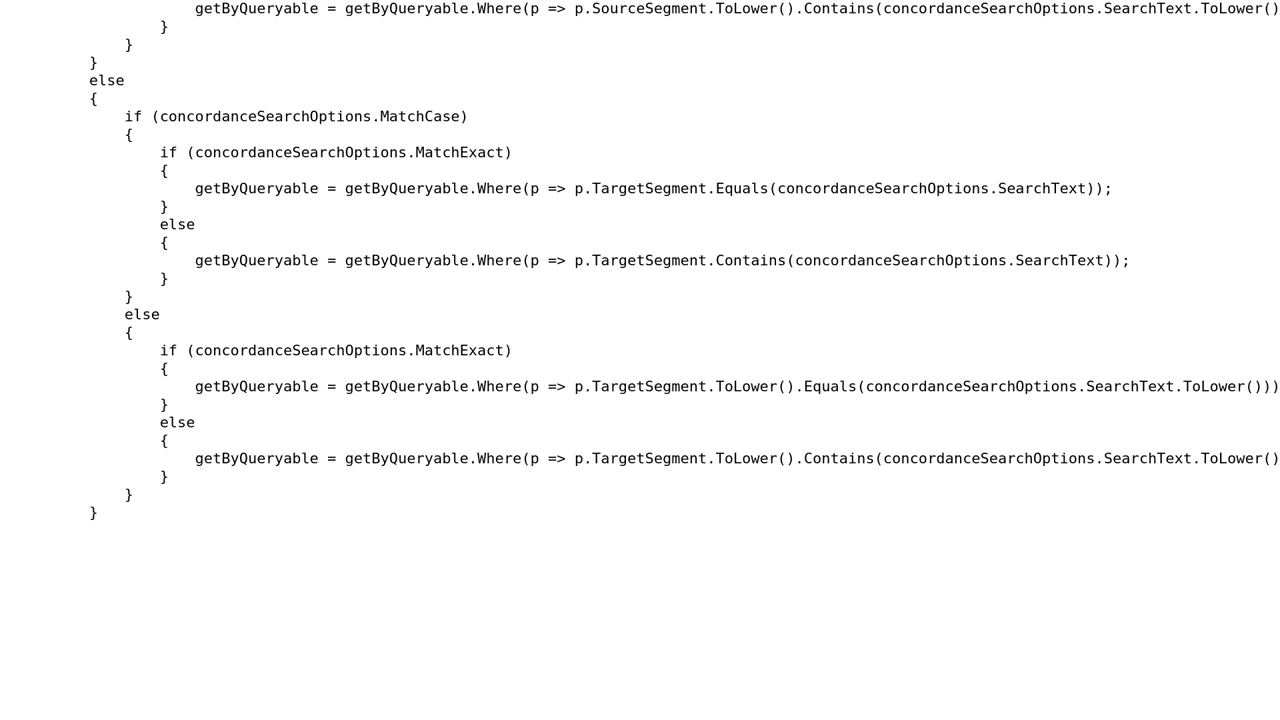 getByQueryable = getByQueryable.Where(p => p.SourceSegment.ToLower().Contains(concordanceSearchOptions.SearchText.ToLower()
            }
        }
    }
    else
    {
        if (concordanceSearchOptions.MatchCase)
        {
            if (concordanceSearchOptions.MatchExact)
            {
                getByQueryable = getByQueryable.Where(p => p.TargetSegment.Equals(concordanceSearchOptions.SearchText));
            }
            else
            {
                getByQueryable = getByQueryable.Where(p => p.TargetSegment.Contains(concordanceSearchOptions.SearchText));
            }
        }
        else
        {
            if (concordanceSearchOptions.MatchExact)
            {
                getByQueryable = getByQueryable.Where(p => p.TargetSegment.ToLower().Equals(concordanceSearchOptions.SearchText.ToLower()))
            }
            else
            {
                getByQueryable = getByQueryable.Where(p => p.TargetSegment.ToLower().Contains(concordanceSearchOptions.SearchText.ToLower()
            }
        }
    }